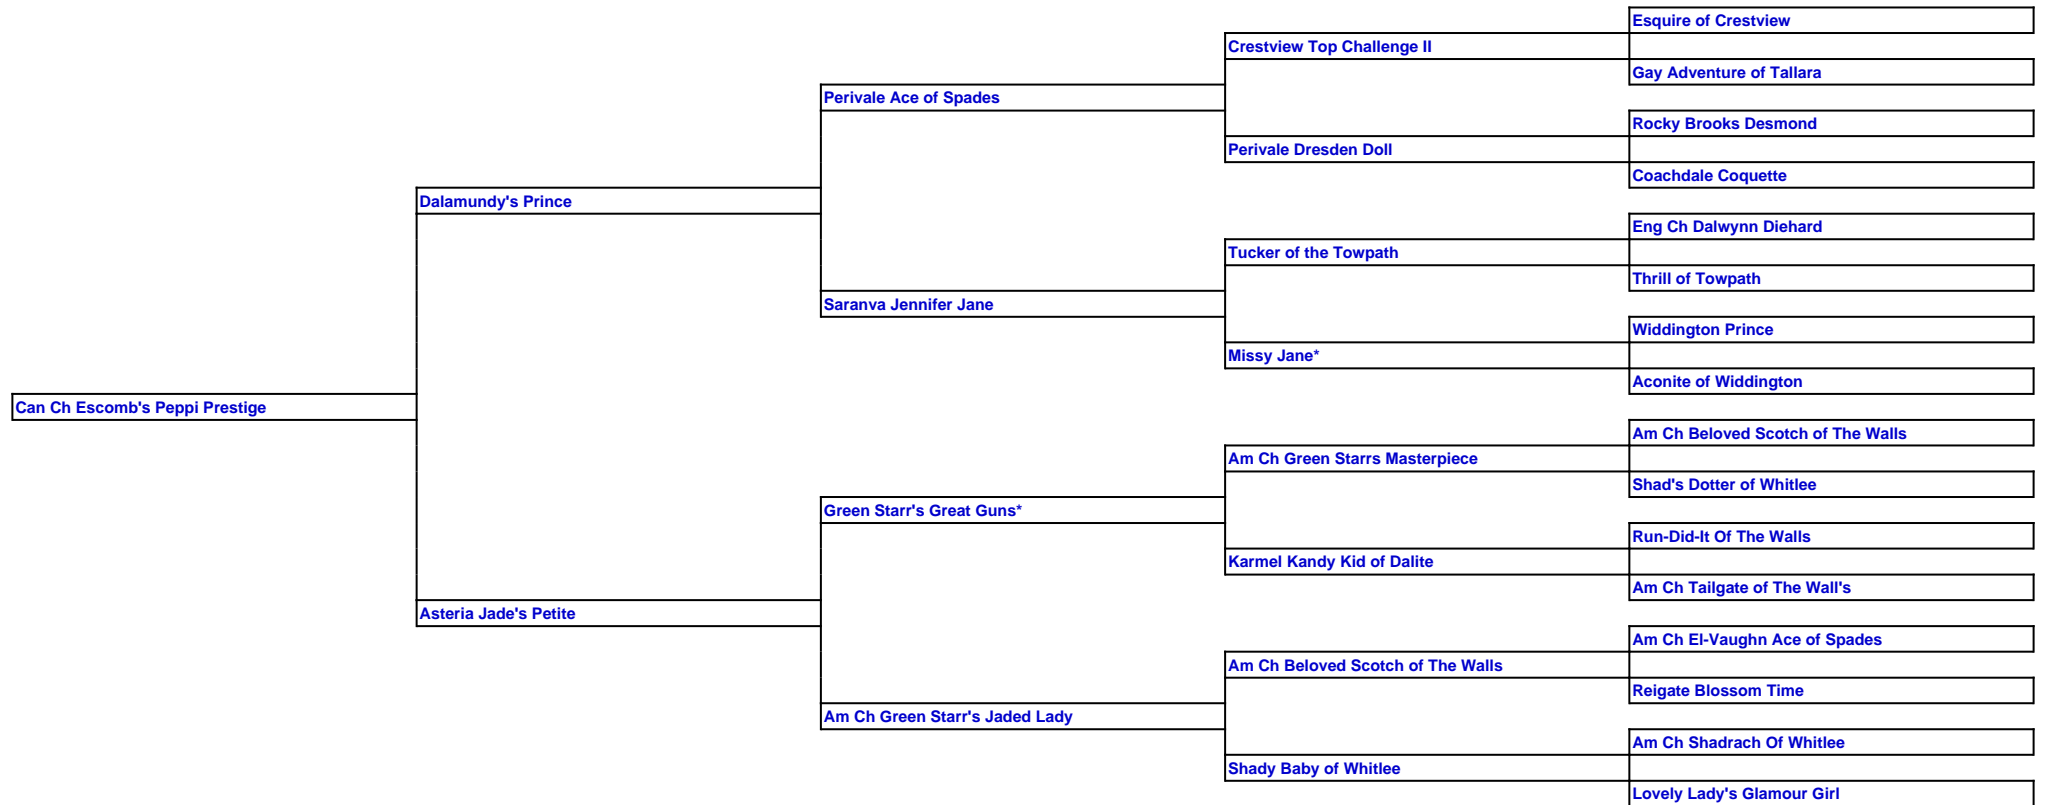 Esquire of Crestview
Crestview Top Challenge II
Gay Adventure of Tallara
Perivale Ace of Spades
Rocky Brooks Desmond
Perivale Dresden Doll
Coachdale Coquette
Dalamundy's Prince
Eng Ch Dalwynn Diehard
Tucker of the Towpath
Thrill of Towpath
Saranva Jennifer Jane
Widdington Prince
Missy Jane*
Aconite of Widdington
Can Ch Escomb's Peppi Prestige
Am Ch Beloved Scotch of The Walls
Am Ch Green Starrs Masterpiece
Shad's Dotter of Whitlee
Green Starr's Great Guns*
Run-Did-It Of The Walls
Karmel Kandy Kid of Dalite
Am Ch Tailgate of The Wall's
Asteria Jade's Petite
Am Ch El-Vaughn Ace of Spades
Am Ch Beloved Scotch of The Walls
Reigate Blossom Time
Am Ch Green Starr's Jaded Lady
Am Ch Shadrach Of Whitlee
Shady Baby of Whitlee
Lovely Lady's Glamour Girl